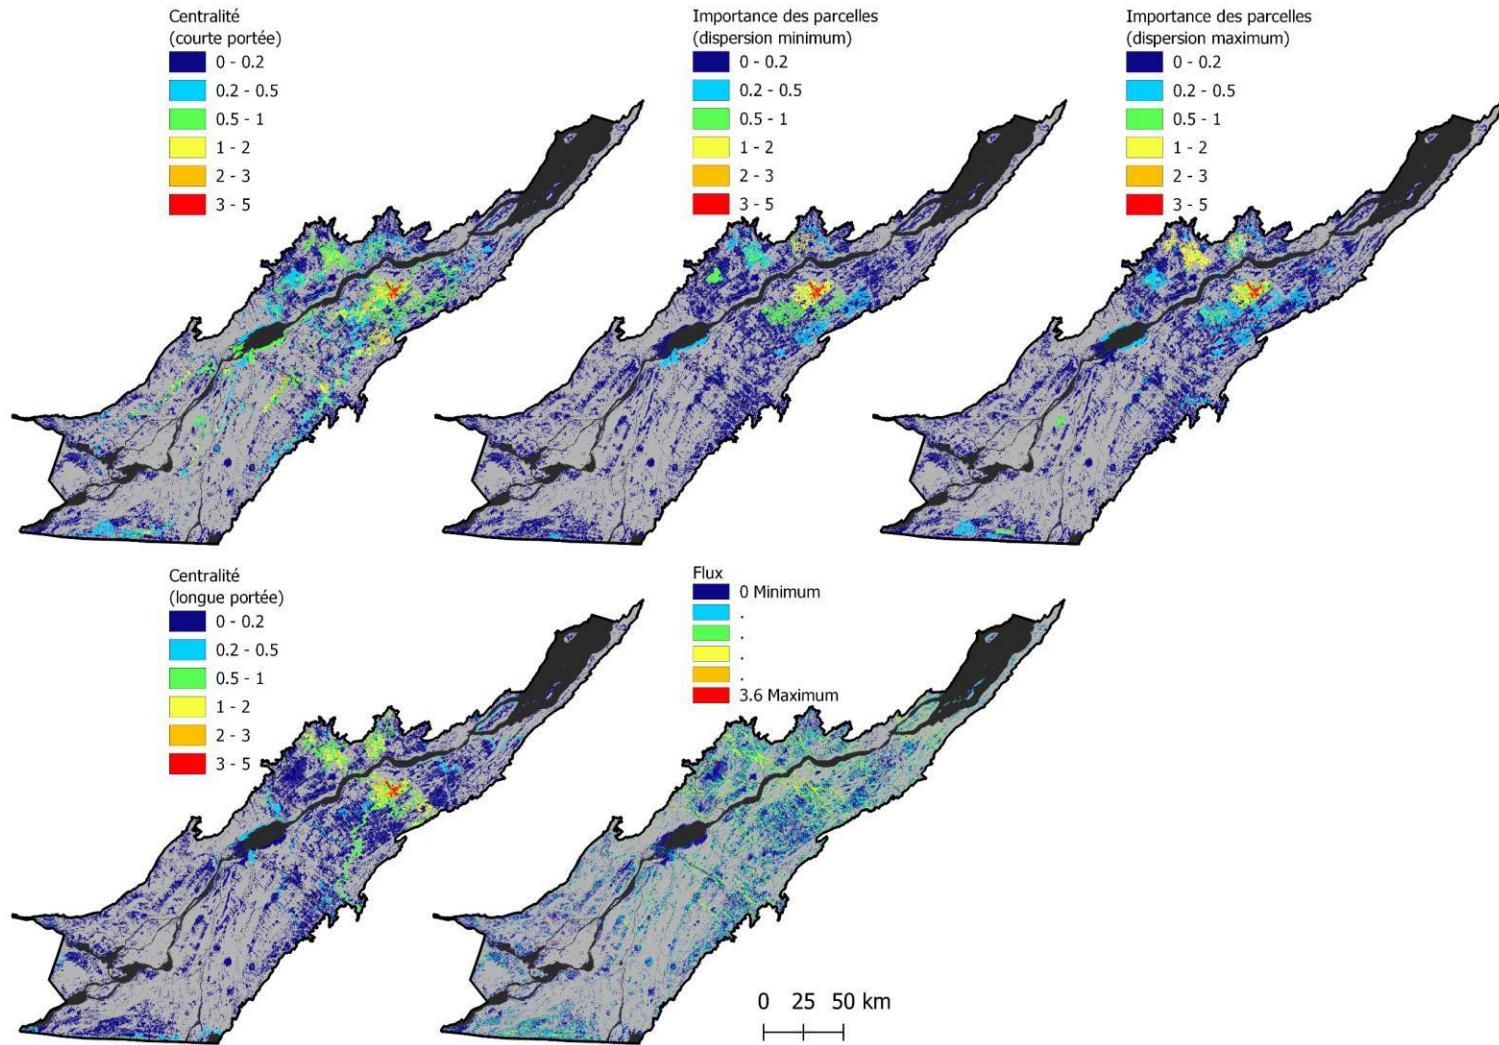 Centralité
(courte portée)
0 - 0.2
0.2 - 0.5
0.5 - 1
1 - 2
2 - 3
3 - 5
Importance des parcelles
(dispersion minimum)
0 - 0.2
0.2 - 0.5
0.5 - 1
1 - 2
2 - 3
3 - 5
Importance des parcelles
(dispersion maximum)
0 - 0.2
0.2 - 0.5
0.5 - 1
1 - 2
2 - 3
3 - 5
Centralité
(longue portée)
0 - 0.2
0.2 - 0.5
0.5 - 1
1 - 2
2 - 3
3 - 5
Flux
0 Minimum
.
.
.
.
3.6 Maximum
0 25 50 km